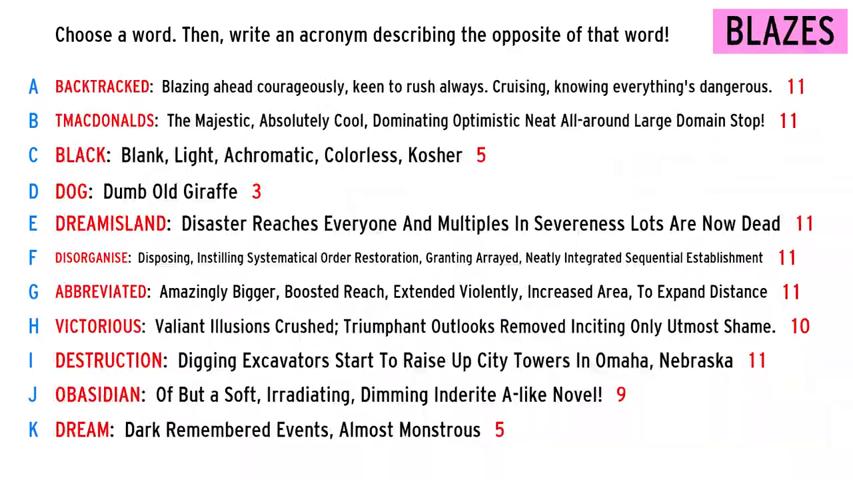 Choose a word. Then, write an acronym describing the opposite of that word!
BLAZES
A BACKTRACKED: Blazing ahead courageously, keen to rush always. Cruising, knowing everything's dangerous. 11
B TMACDONALDS: The Majestic, Absolutely Cool, Dominating Optimistic Neat All-around Large Domain Stop! 11
C BLACK: Blank, Light, Achromatic, Colorless, Kosher 5
D DOG: Dumb Old Giraffe 3
E DREAMISLAND: Disaster Reaches Everyone And Multiples In Severeness Lots Are Now Dead 11
F DISORGANISE: Disposing, Instilling Systematical Order Restoration, Granting Arrayed, Neatly Integrated Sequential Establishment 11
G ABBREVIATED: Amazingly Bigger, Boosted Reach, Extended Violently, Increased Area, To Expand Distance 11
H VICTORIOUS: Valiant Illusions Crushed; Triumphant Outlooks Removed Inciting Only Utmost Shame. 10
I DESTRUCTION: Digging Excavators Start To Raise Up City Towers In Omaha, Nebraska 11
J OBASIDIAN: Of But a Soft, Irradiating, Dimming Inderite A-like Novel! 9
K DREAM: Dark Remembered Events, Almost Monstrous 5